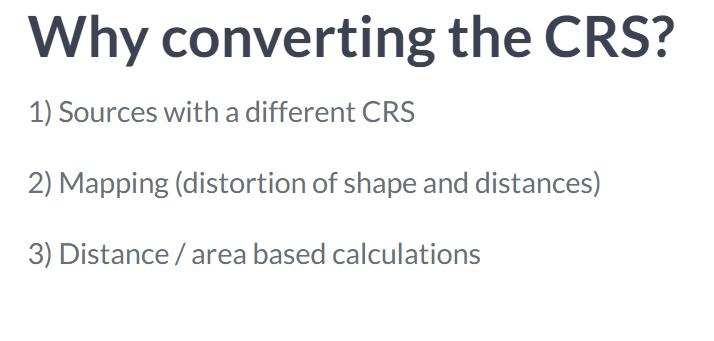 Why converting the CRS?
1) Sources with a different CRS
2) Mapping (distortion of shape and distances)
3) Distance / area based calculations